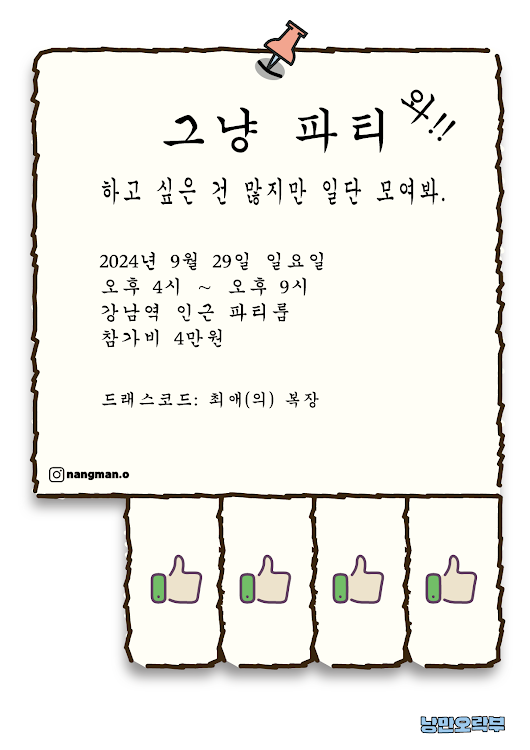 그냥 파티
와!!
하고 싶은 건 많지만 일단 모여봐.
2024년 9월 29일 일요일
오후 4시 ~ 오후 9시
강남역 인근 파티룸
참가비 4만원
드래스코드: 최애(의) 복장
nangman.o
낭만오락부